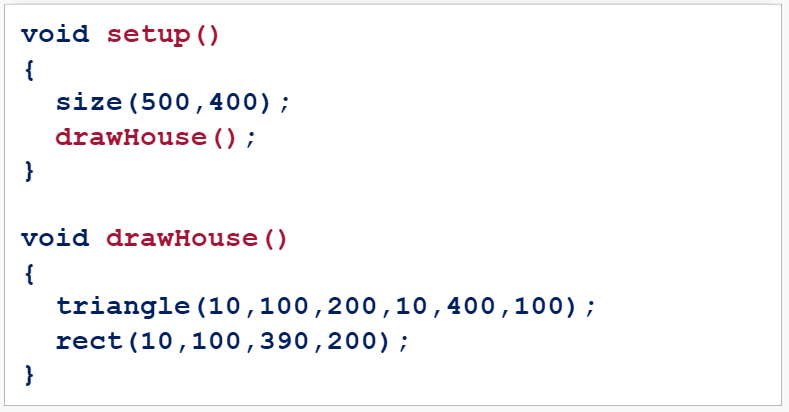 void setup()
{
  size(500,400);
  drawHouse();
}

void drawHouse()
{
  triangle(10,100,200,10,400,100);
  rect(10,100,390,200);
}